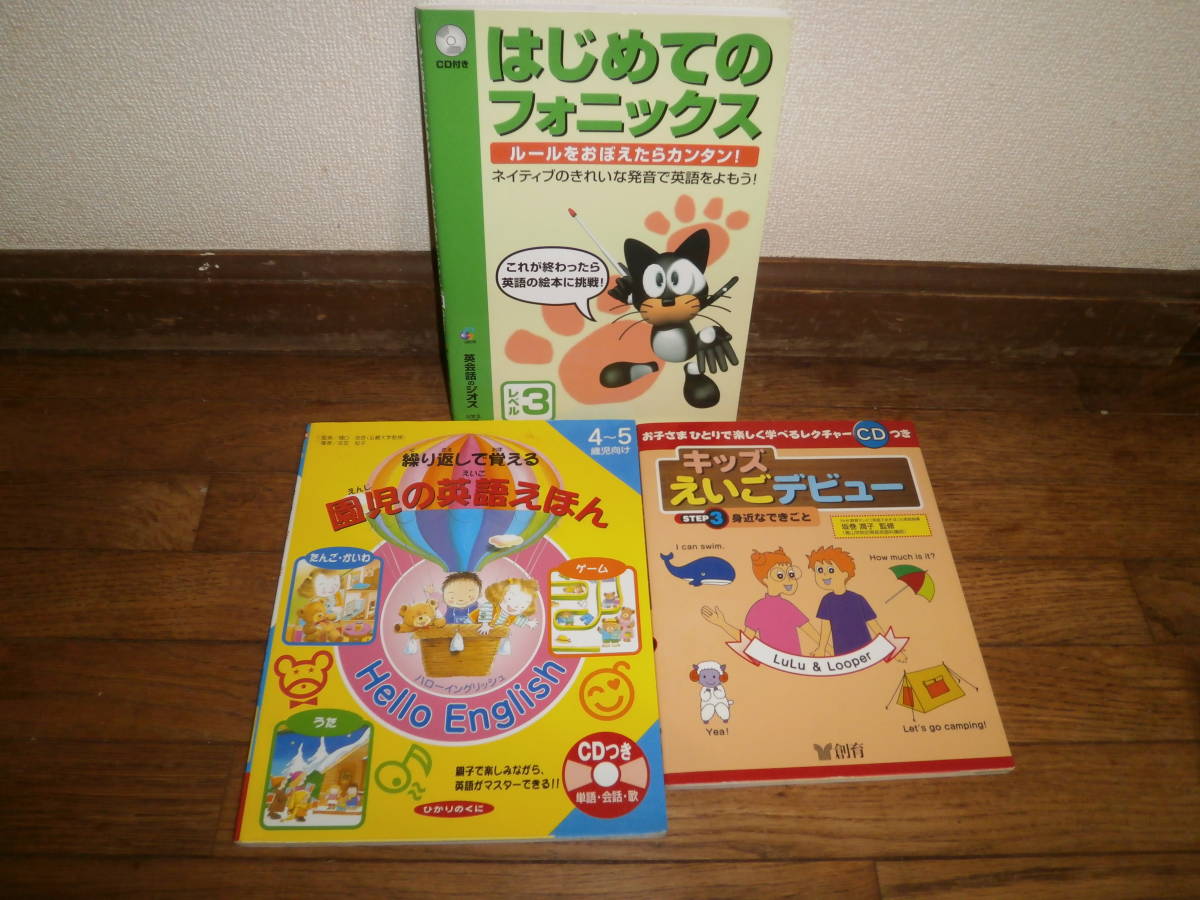 CD付き
はじめての
フォニックス
ルールをおぼえたらカンタン!
ネイティブのきれいな発音で英語をよもう!
これが終わったら
英語の絵本に挑戦!
英会話のジオス
レベル3
4~5
歳児向け
繰り返しで覚える
えんじ
えいご
園児の英語えほん
たんご・かいわ
ゲーム
ハローイングリッシュ
Hello English
うた
親子で楽しみながら、
英語がマスターできる!!
CDつき
単語・会話・歌
ひかりのくに
お子さまひとりで楽しく学べるレクチャーCDつき
キッズ
えいごデビュー
STEP3 身近なできごと
監修
I can swim.
How much is it?
LuLu & Looper
Yea!
Let's go camping!
創育